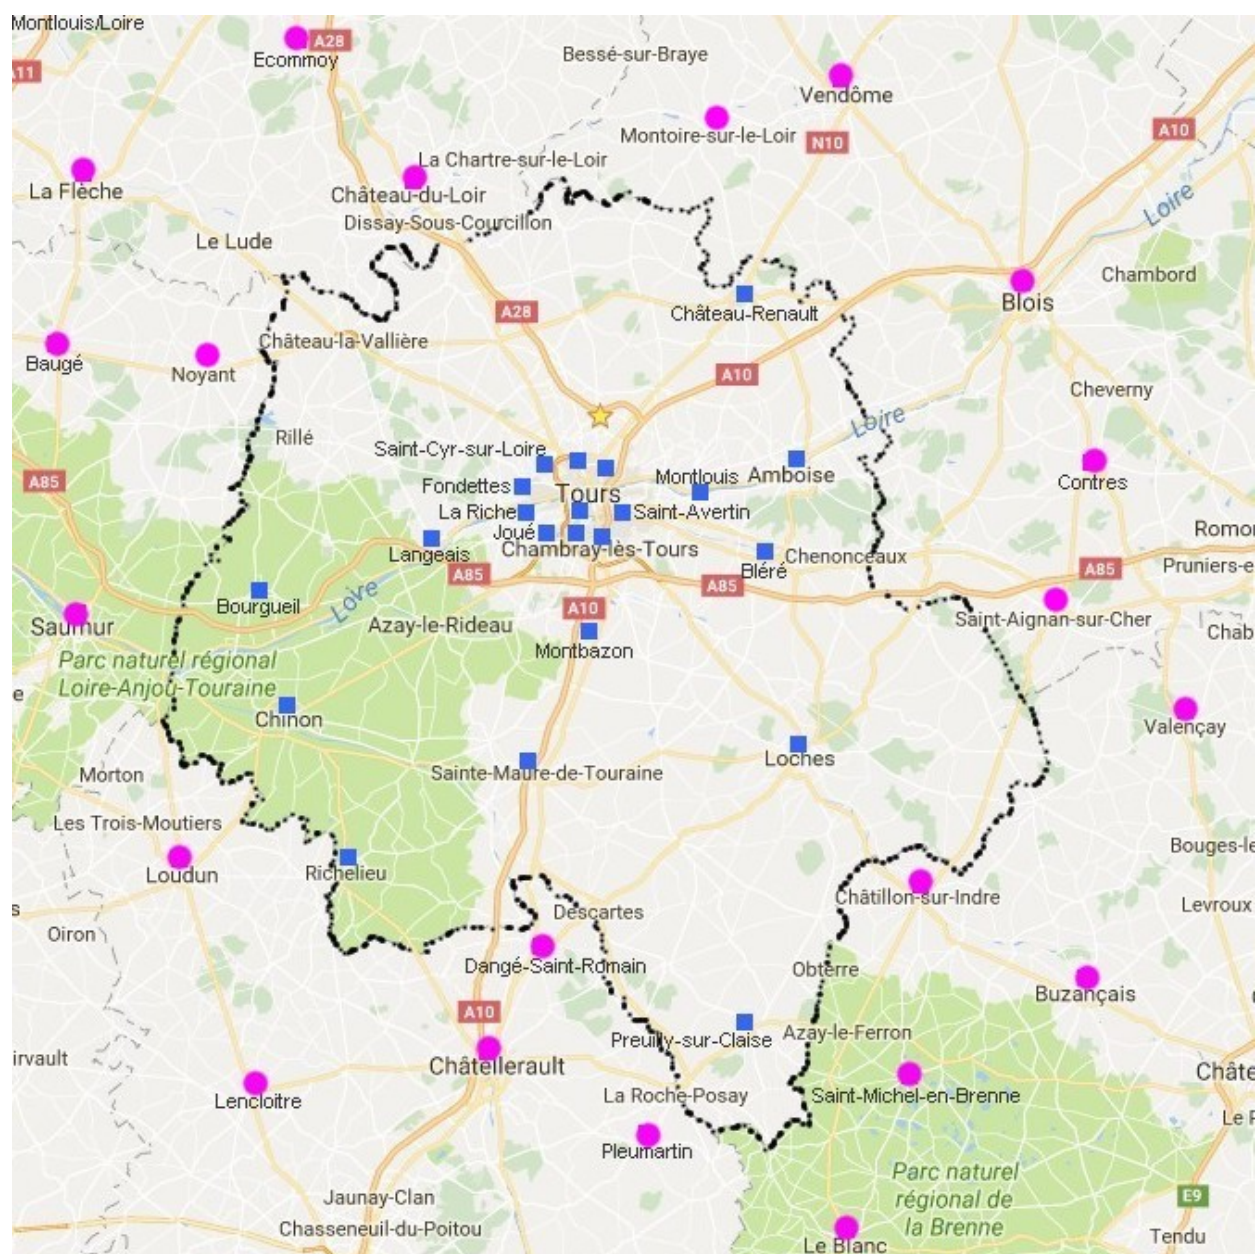 Montlouis/Loire
A28
Ecommoy
Bessé-sur-Braye
A11
Vendôme
Montoire-sur-le-Loir
A10
N10
La Chartre-sur-le-Loir
La Flèche
Château-du-Loir
Loire
Dissay-Sous-Courcillon
Le Lude
Chambord
Blois
Château-Renault
A28
Château-la-Vallière
Baugé
Noyant
A10
Cheverny
Loire
Rillé
Saint-Cyr-sur-Loire
Montlouis
Amboise
A85
Fondettes
Tours
Contres
La Riche
Saint-Avertin
Joué
Romor
Langeais
Chambray-lès-Tours
Bléré
Chenonceaux
A85
A85
A85
Pruniers-e
Bourgueil
Loire
A10
Saumur
Azay-le-Rideau
Saint-Aignan-sur-Cher
Chab
Montbazon
Parc naturel régional
Loire-Anjou-Touraine
e
Chinon
Valençay
Loches
Morton
Sainte-Maure-de-Touraine
Les Trois-Moutiers
Loudun
Richelieu
Bouges-le
Châtillon-sur-Indre
Levroux
s
Descartes
Oiron
Dangé-Saint-Romain
Obterre
Buzançais
A10
Preuilly-sur-Claise
Azay-le-Ferron
irvault
Châtellerault
Châte
Lencloitre
La Roche-Posay
Saint-Michel-en-Brenne
Le P
Pleumartin
Parc naturel
régional de
la Brenne
Jaunay-Clan
E9
Chasseneuil-du-Poitou
Le Blanc
Tendu